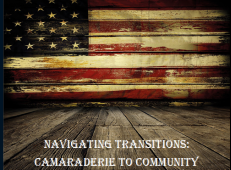 NAVIGATING TRANSITIONS:
CAMARADERIE TO COMMUNITY